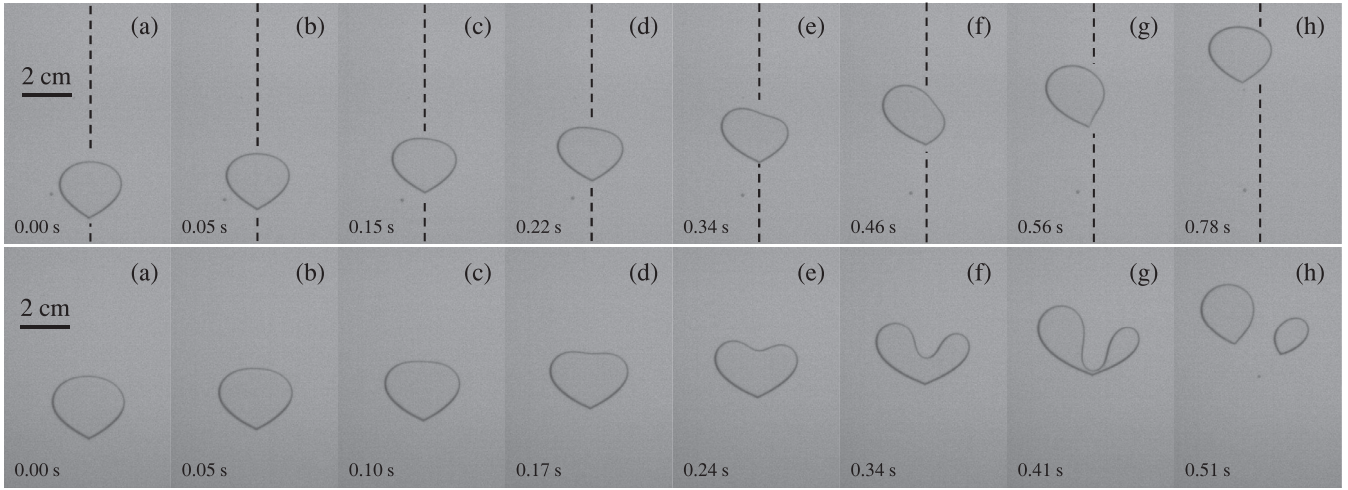 (a) (b) (c) (d) (e) (f) (g) (h)
2 cm
0.00 s 0.05 s 0.15 s 0.22 s 0.34 s 0.46 s 0.56 s 0.78 s
(a) (b) (c) (d) (e) (f) (g) (h)
2 cm
0.00 s 0.05 s 0.10 s 0.17 s 0.24 s 0.34 s 0.41 s 0.51 s